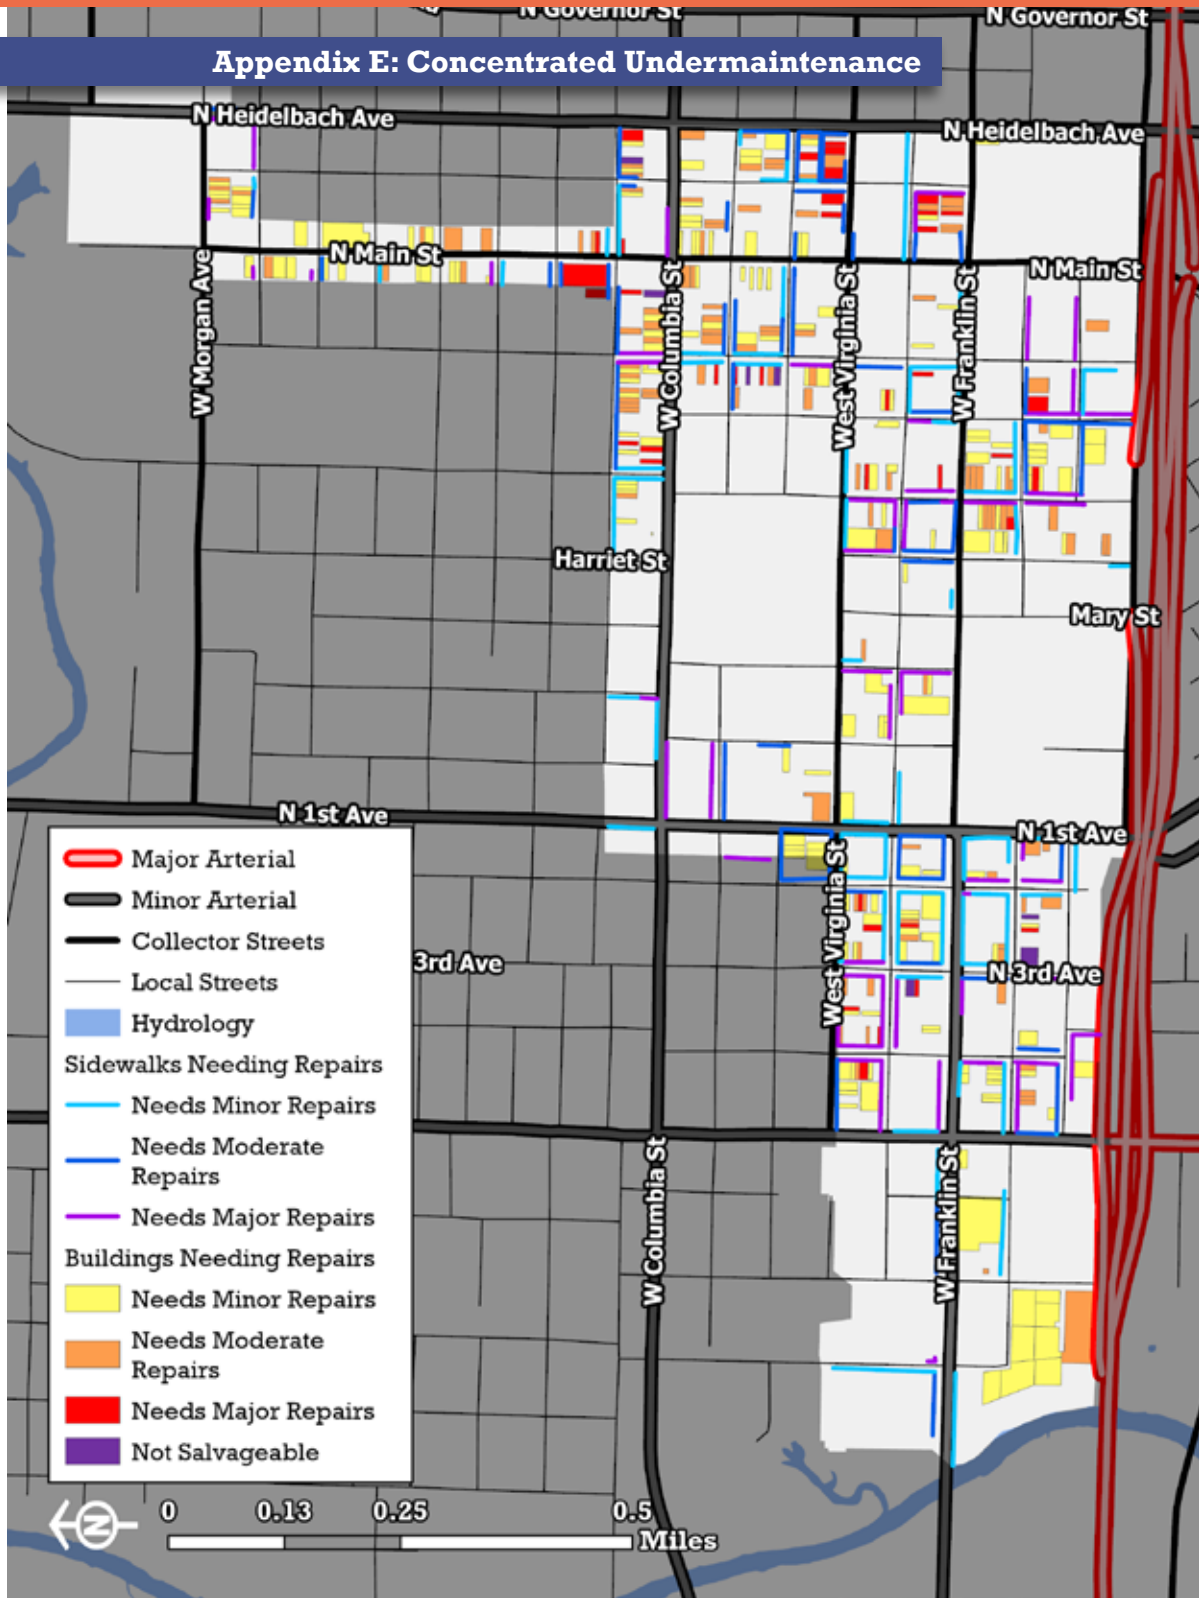 N Governor St
N Governor St
Appendix E: Concentrated Undermaintenance
N Heidelbach Ave
N Heidelbach Ave
N Main St
N Main St
W Morgan Ave
W Columbia St
West Virginia St
W Franklin St
Harriet St
Mary St
N 1st Ave
N 1st Ave
West Virginia St
3rd Ave
N 3rd Ave
W Columbia St
W Franklin St
Major Arterial
Minor Arterial
Collector Streets
Local Streets
Hydrology
Sidewalks Needing Repairs
Needs Minor Repairs
Needs Moderate
Repairs
Needs Major Repairs
Buildings Needing Repairs
Needs Minor Repairs
Needs Moderate
Repairs
Needs Major Repairs
Not Salvageable
N
0 0.13 0.25 0.5
Miles